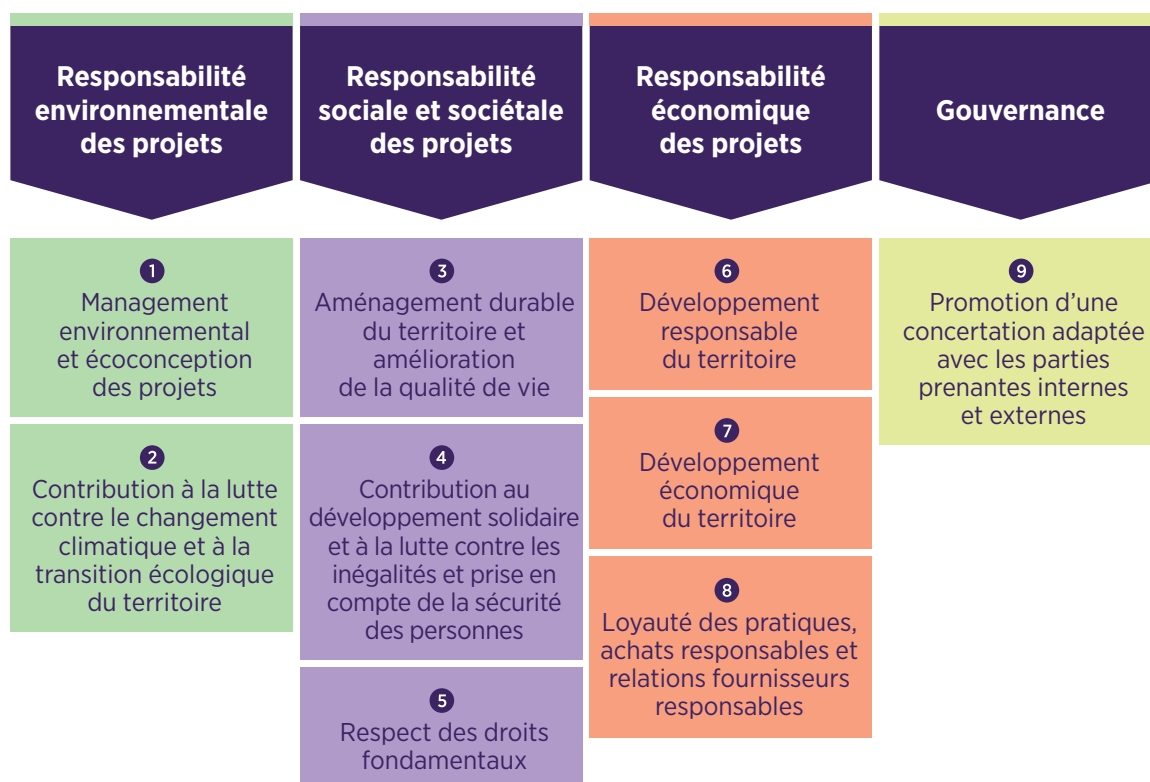 Responsabilité
environnementale
des projets
1
Management
environnemental
et écoconception
des projets
2
Contribution à la lutte
contre le changement
climatique et à la
transition écologique
du territoire
Responsabilité
sociale et sociétale
des projets
3
Aménagement durable
du territoire et
amélioration
de la qualité de vie
4
Contribution au
développement solidaire
et à la lutte contre les
inégalités et prise en
compte de la sécurité
des personnes
5
Respect des droits
fondamentaux
Responsabilité
économique
des projets
6
Développement
responsable
du territoire
7
Développement
économique
du territoire
8
Loyauté des pratiques,
achats responsables et
relations fournisseurs
responsables
Gouvernance
9
Promotion d’une
concertation adaptée
avec les parties
prenantes internes
et externes